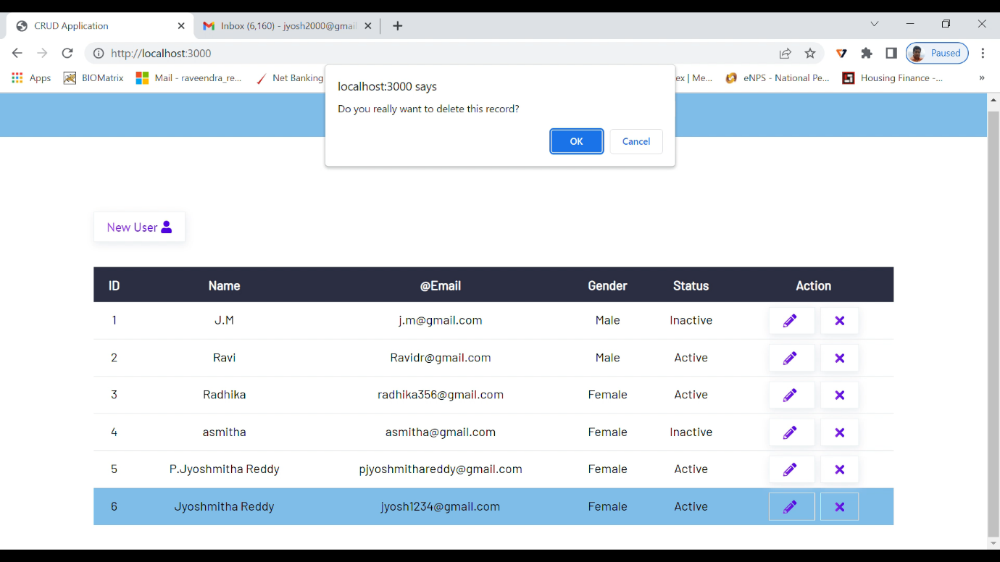 CRUD Application
Inbox (6,160) - jyosh2000@gmai
http://localhost:3000
Paused
Apps
BIOMatrix
Mail - raveendra_re...
Net Banking
ex | Me...
eNPS - National Pe...
Housing Finance -...
»
localhost:3000 says
Do you really want to delete this record?
OK
Cancel
New User
ID Name @Email Gender Status Action
1 J.M j.m@gmail.com Male Inactive
2 Ravi Ravidr@gmail.com Male Active
3 Radhika radhika356@gmail.com Female Active
4 asmitha asmitha@gmail.com Female Inactive
5 P.Jyoshmitha Reddy pjyoshmithareddy@gmail.com Female Active
6 Jyoshmitha Reddy jyosh1234@gmail.com Female Active